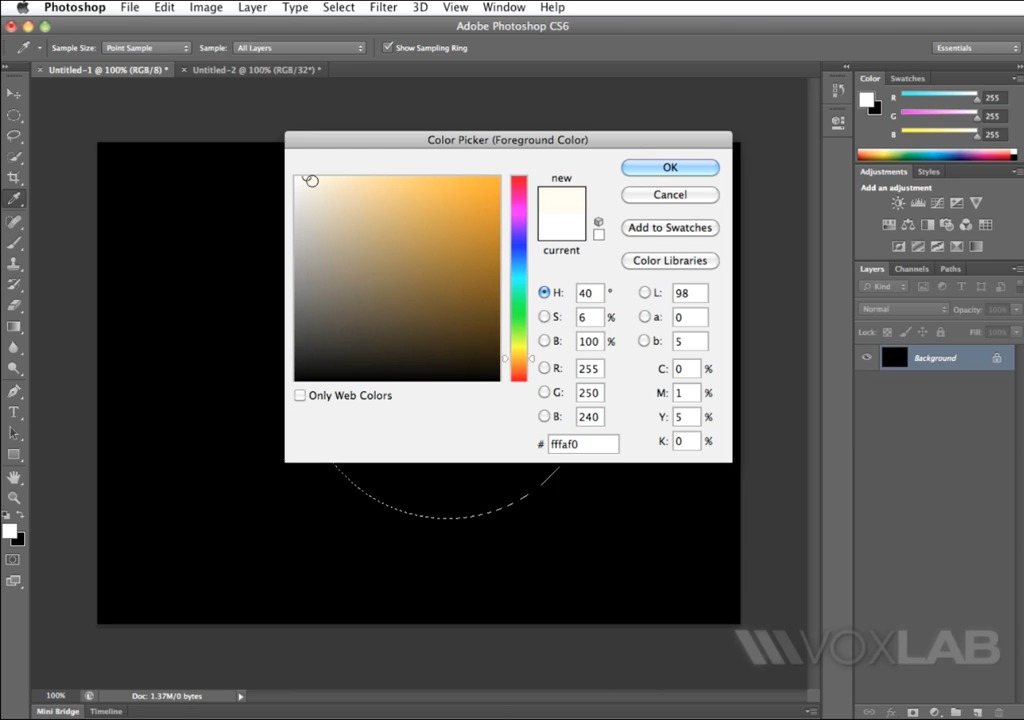 Photoshop File Edit Image Layer Type Select Filter 3D View Window Help
Adobe Photoshop CS6
Sample Size: Point Sample Sample: All Layers Show Sampling Ring Essentials
Untitled-1 @ 100% (RGB/8) * Untitled-2 @ 100% (RGB/32*) *
Color Swatches
R 255
G 255
B 255
Color Picker (Foreground Color)
OK
Cancel
Add to Swatches
Color Libraries
new
current
H: 40 °
S: 6 %
B: 100 %
R: 255
G: 250
B: 240
# fffaf0
L: 98
a: 0
b: 5
C: 0 %
M: 1 %
Y: 5 %
K: 0 %
Only Web Colors
Adjustments Styles
Add an adjustment
Layers Channels Paths
Kind
Normal Opacity: 100%
Lock: Fill: 100%
Background
VOXLAB
100% Doc: 1.37M/0 bytes
Mini Bridge Timeline
fx